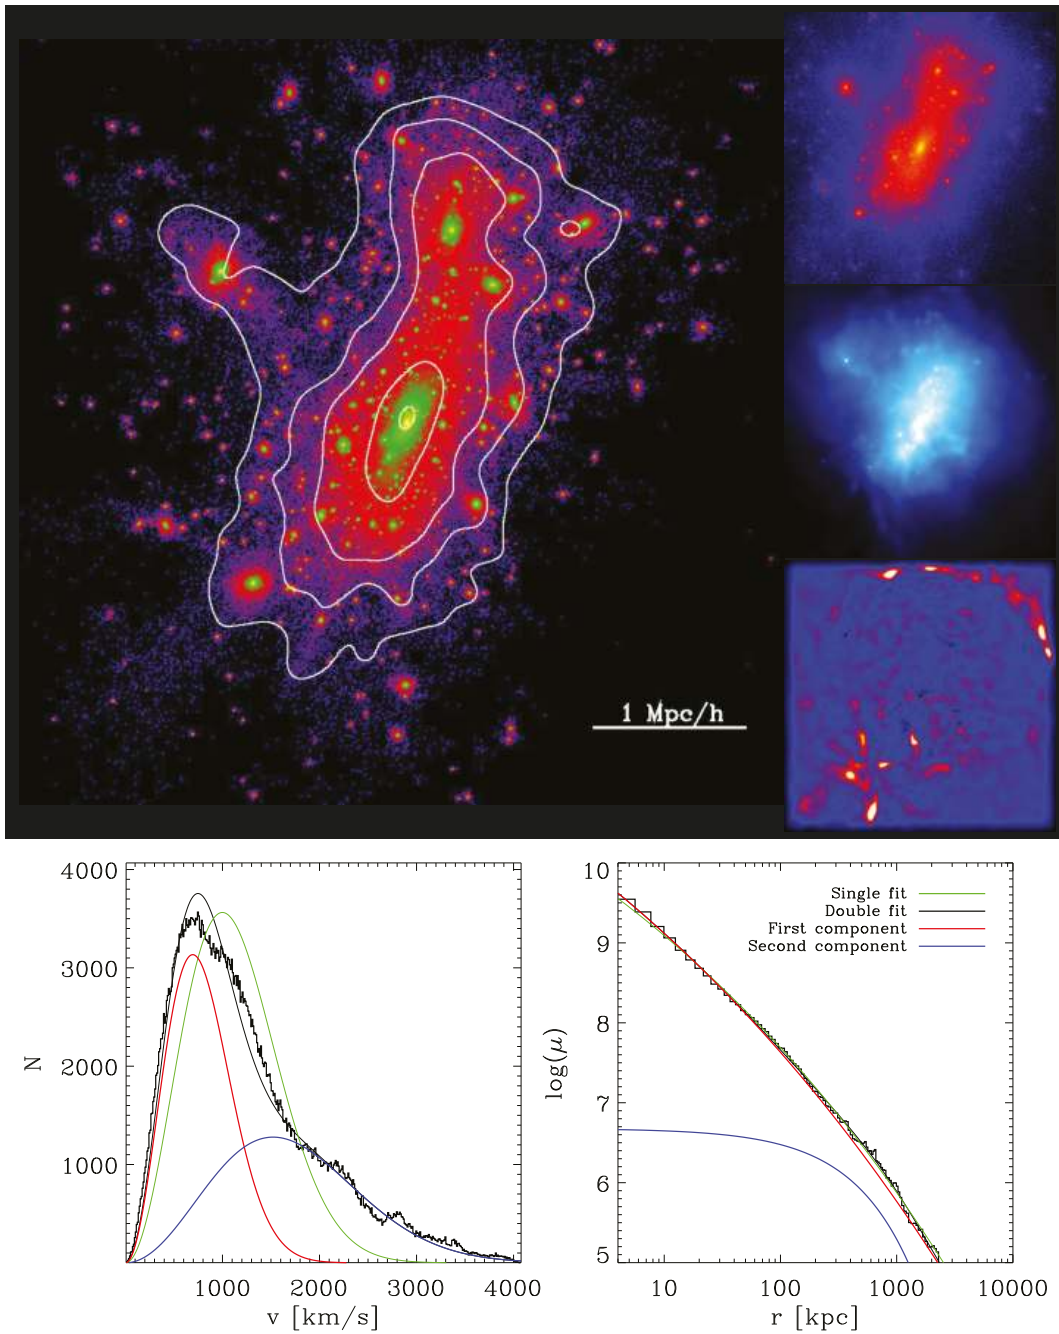 1 Mpc/h
4000
3000
2000
1000
N
1000 2000 3000 4000
v [km/s]
10
9
8
7
6
5
log(μ)
Single fit
Double fit
First component
Second component
10 100 1000 10000
r [kpc]